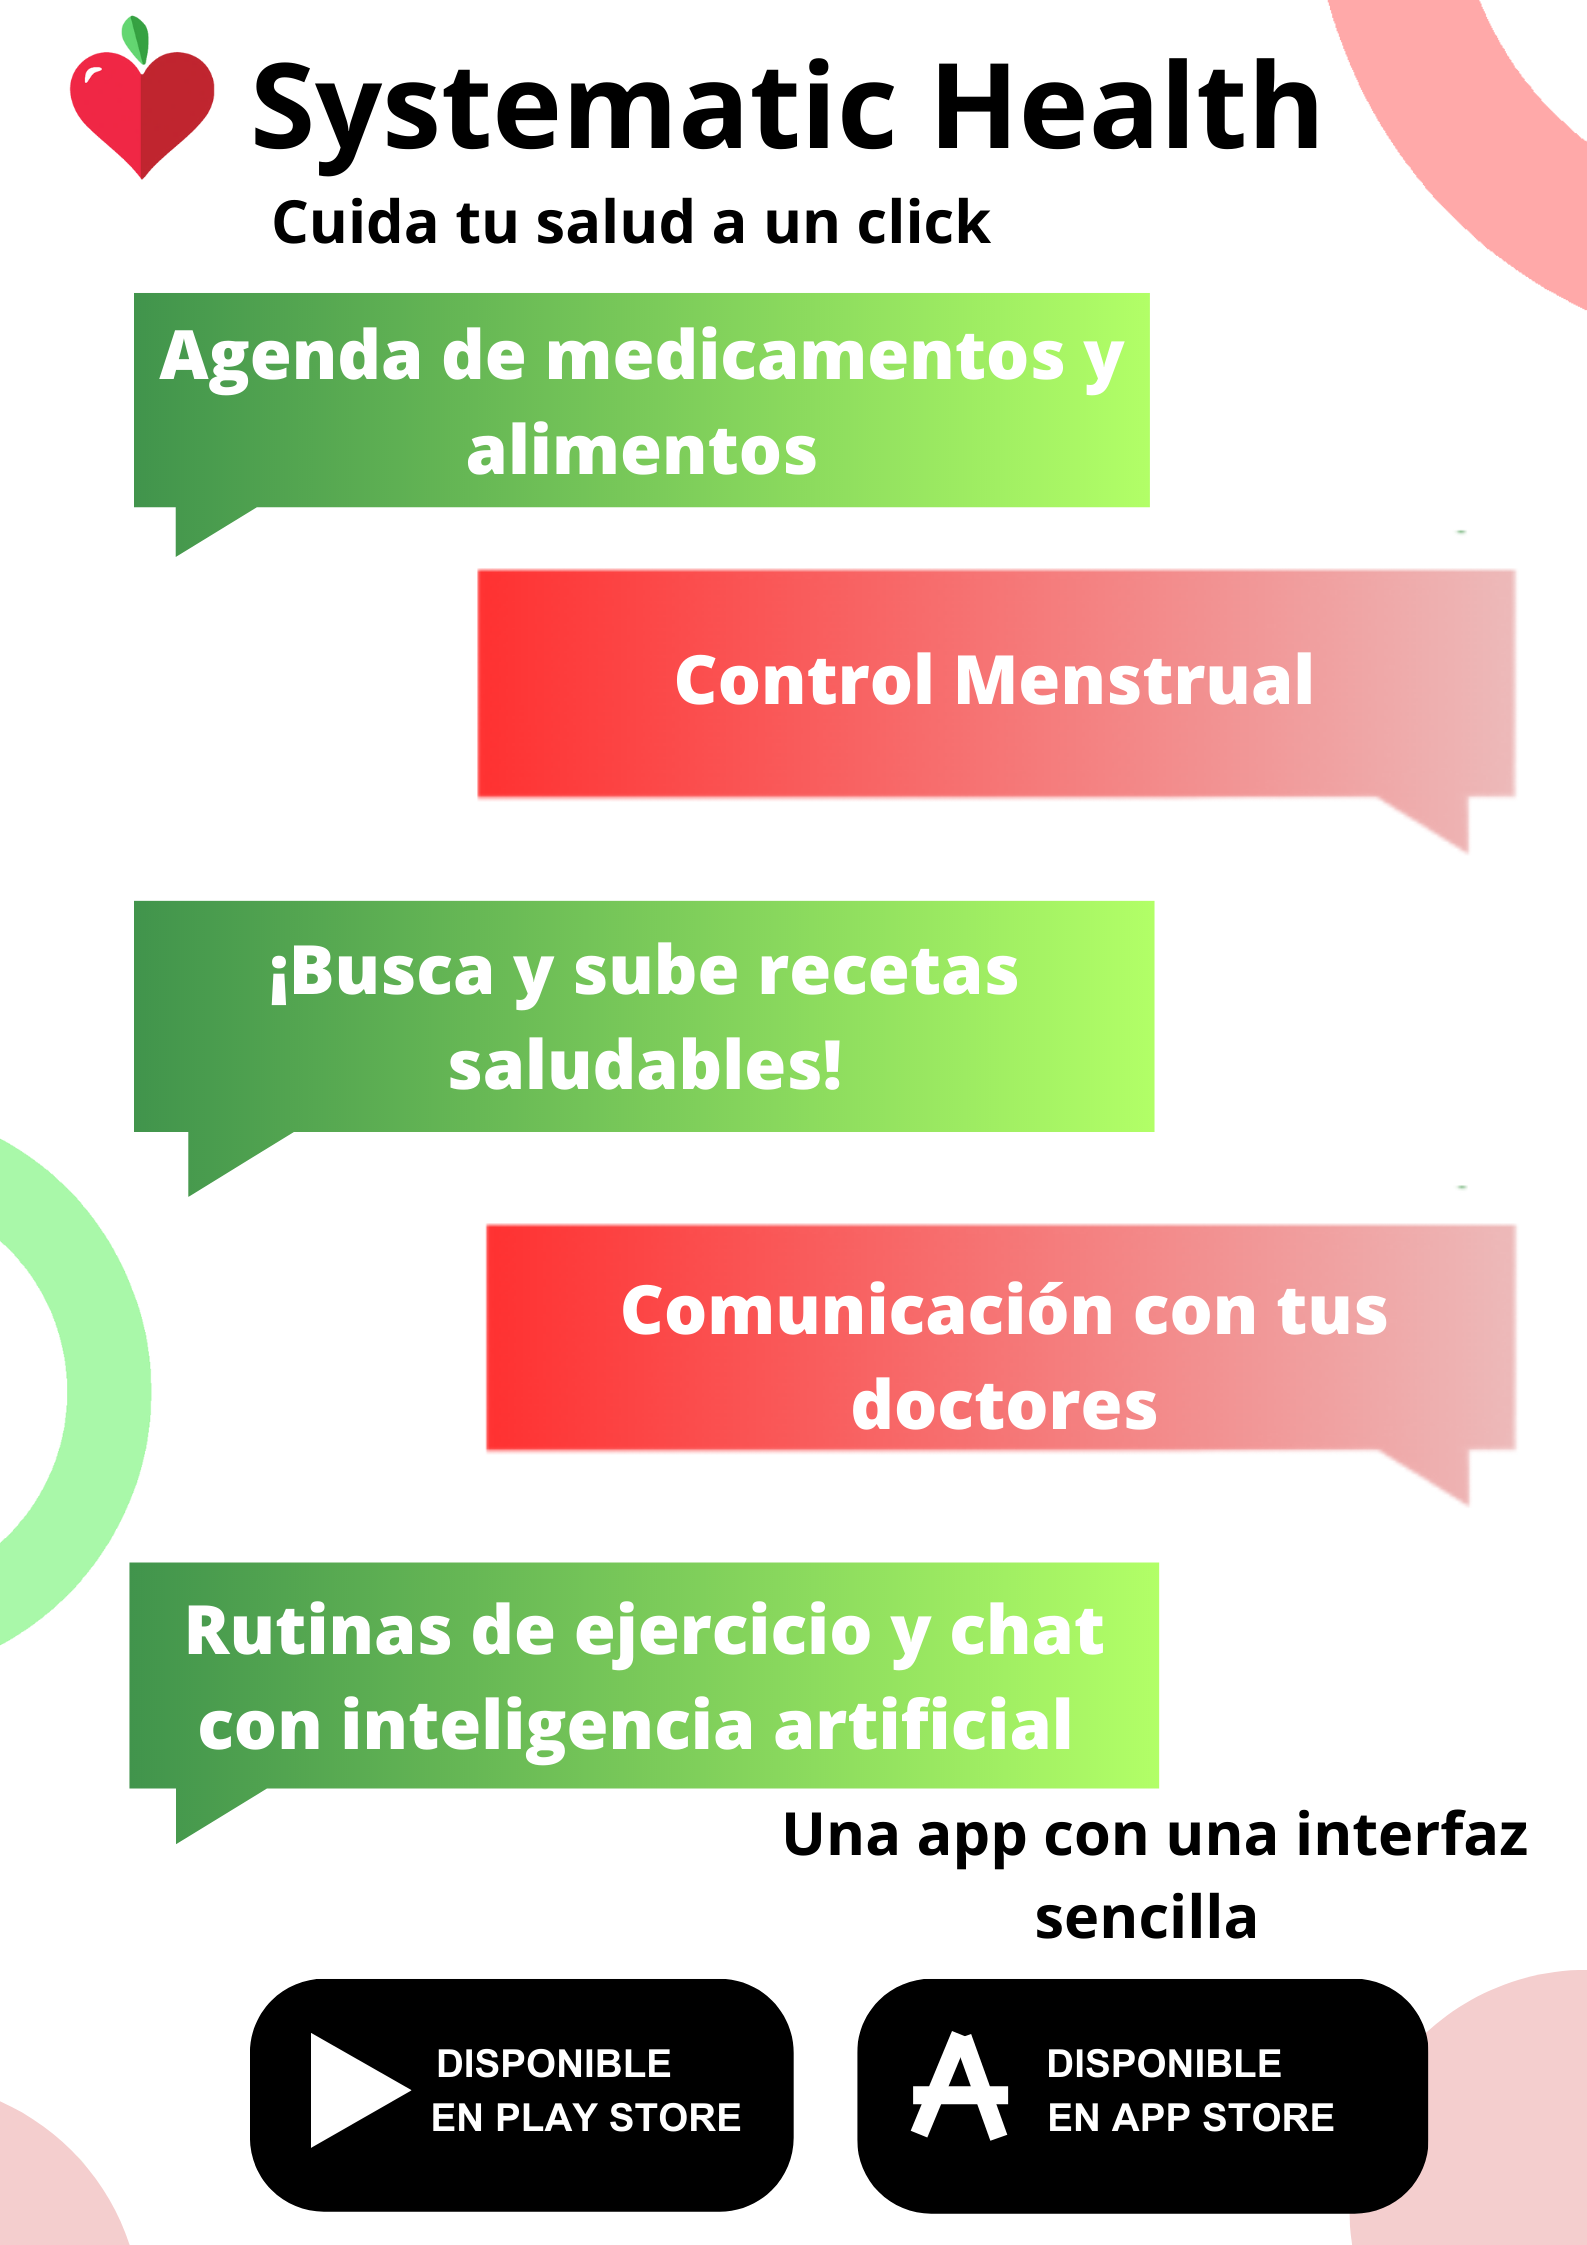 Systematic Health
Cuida tu salud a un click
Agenda de medicamentos y
alimentos
Control Menstrual
¡Busca y sube recetas
saludables!
Comunicación con tus
doctores
Rutinas de ejercicio y chat
con inteligencia artificial
Una app con una interfaz
sencilla
DISPONIBLE
EN PLAY STORE
DISPONIBLE
EN APP STORE